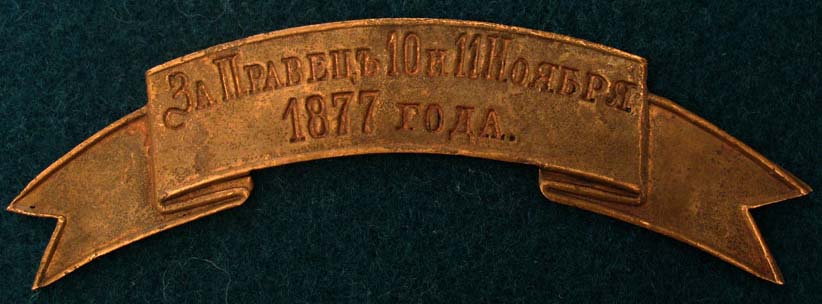 За Правецъ 10 и 11 Ноября
1877 года.